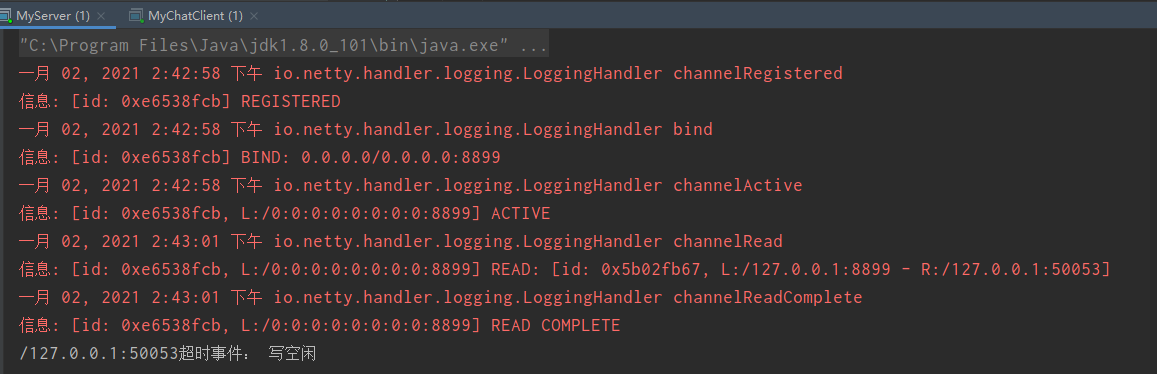 MyServer (1) × MyChatClient (1) ×
"C:\Program Files\Java\jdk1.8.0_101\bin\java.exe" ...
一月 02, 2021 2:42:58 下午 io.netty.handler.logging.LoggingHandler channelRegistered
信息: [id: 0xe6538fcb] REGISTERED
一月 02, 2021 2:42:58 下午 io.netty.handler.logging.LoggingHandler bind
信息: [id: 0xe6538fcb] BIND: 0.0.0.0/0.0.0.0:8899
一月 02, 2021 2:42:58 下午 io.netty.handler.logging.LoggingHandler channelActive
信息: [id: 0xe6538fcb, L:/0:0:0:0:0:0:0:0:8899] ACTIVE
一月 02, 2021 2:43:01 下午 io.netty.handler.logging.LoggingHandler channelRead
信息: [id: 0xe6538fcb, L:/0:0:0:0:0:0:0:0:8899] READ: [id: 0x5b02fb67, L:/127.0.0.1:8899 - R:/127.0.0.1:50053]
一月 02, 2021 2:43:01 下午 io.netty.handler.logging.LoggingHandler channelReadComplete
信息: [id: 0xe6538fcb, L:/0:0:0:0:0:0:0:0:8899] READ COMPLETE
/127.0.0.1:50053超时事件： 写空闲